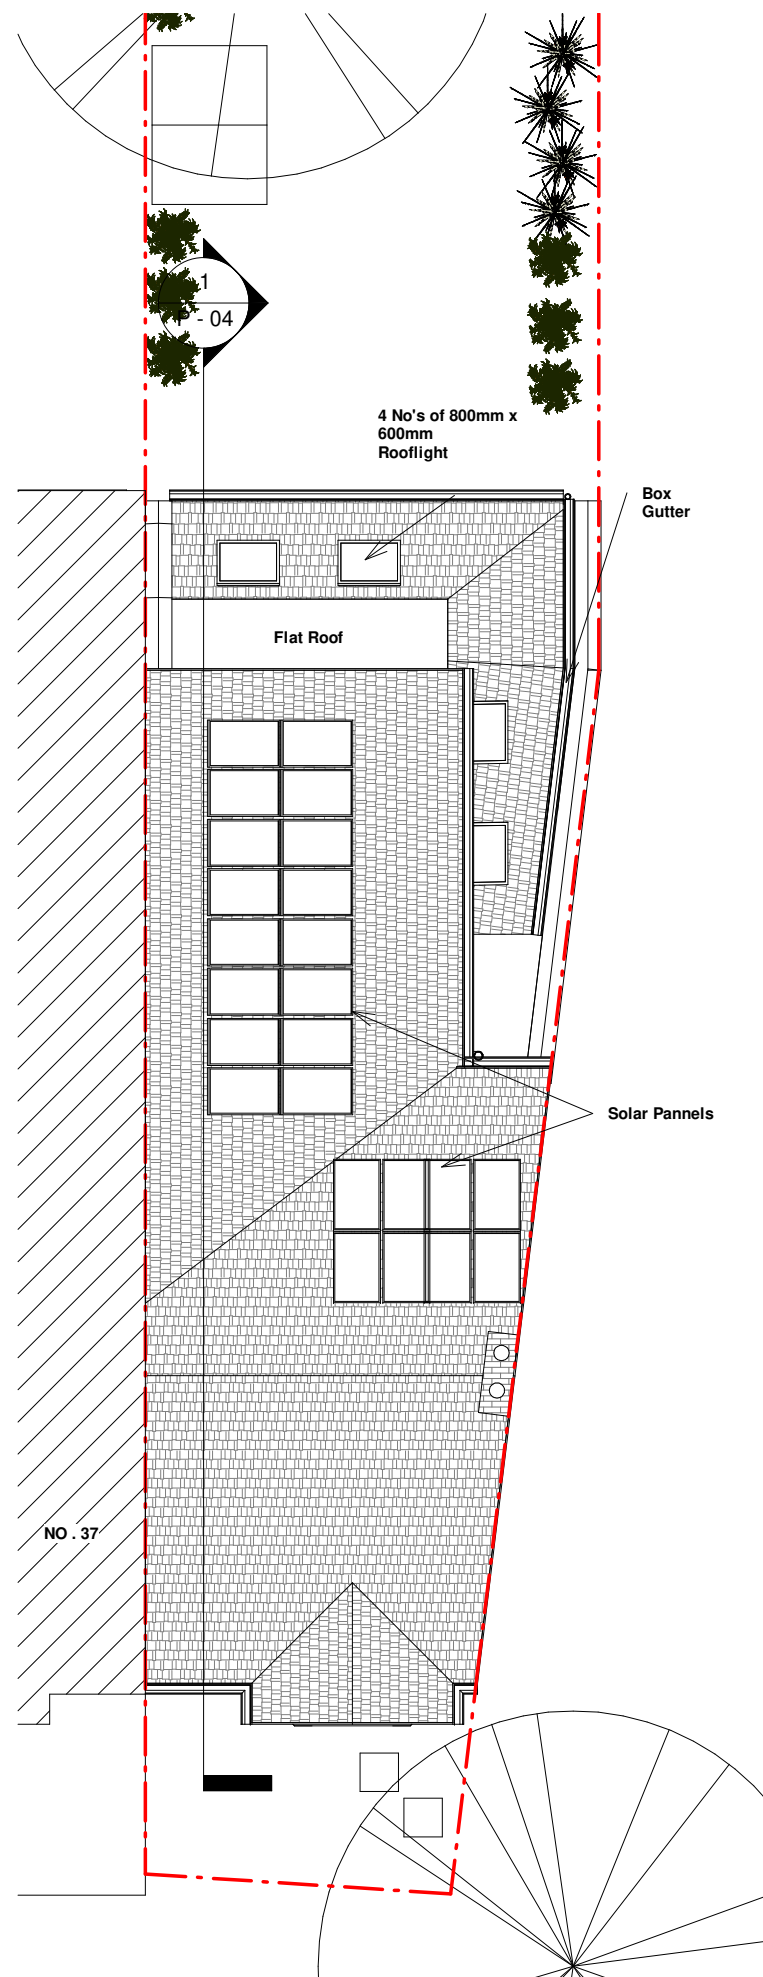 1
P - 04
4 No's of 800mm x
600mm
Rooflight
Box
Gutter
Flat Roof
Solar Pannels
NO . 37